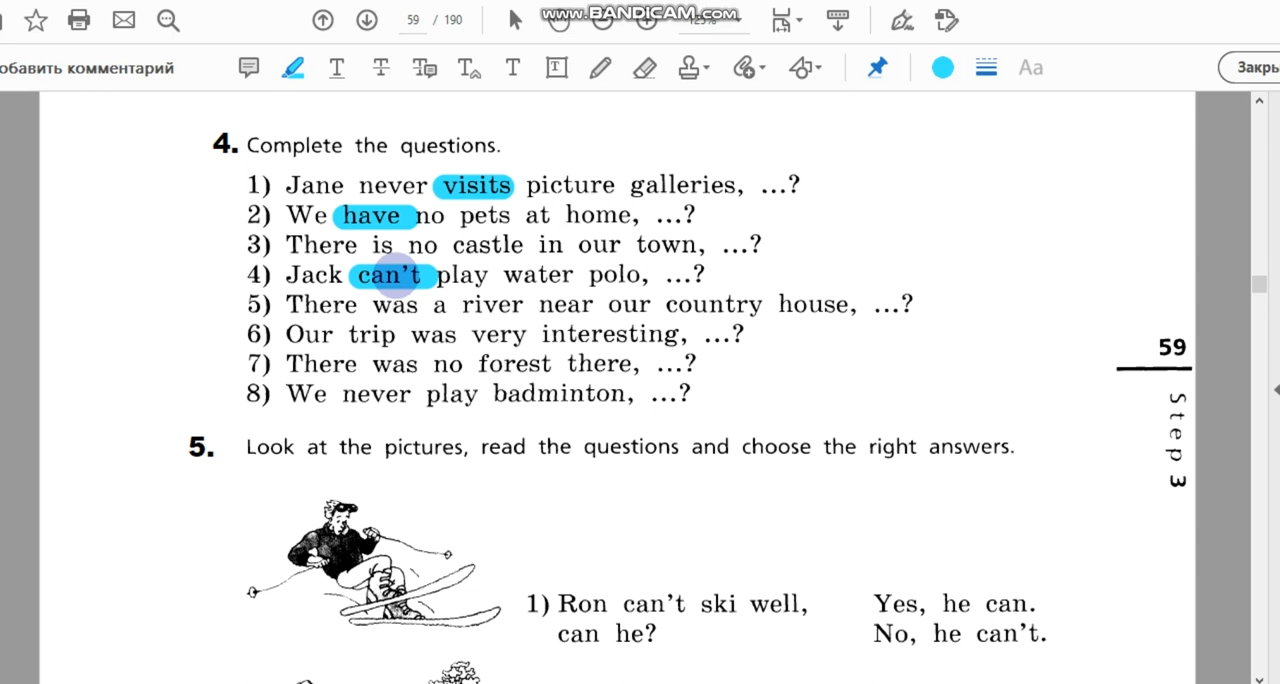 59 / 190
www.BANDICAM.com
обавить комментарий
Aa
Закры
4. Complete the questions.
1) Jane never visits picture galleries, ...?
2) We have no pets at home, ...?
3) There is no castle in our town, ...?
4) Jack can't play water polo, ...?
5) There was a river near our country house, ...?
6) Our trip was very interesting, ...?
7) There was no forest there, ...?
8) We never play badminton, ...?
59
Step 3
5. Look at the pictures, read the questions and choose the right answers.
1) Ron can't ski well, Yes, he can.
can he? No, he can't.